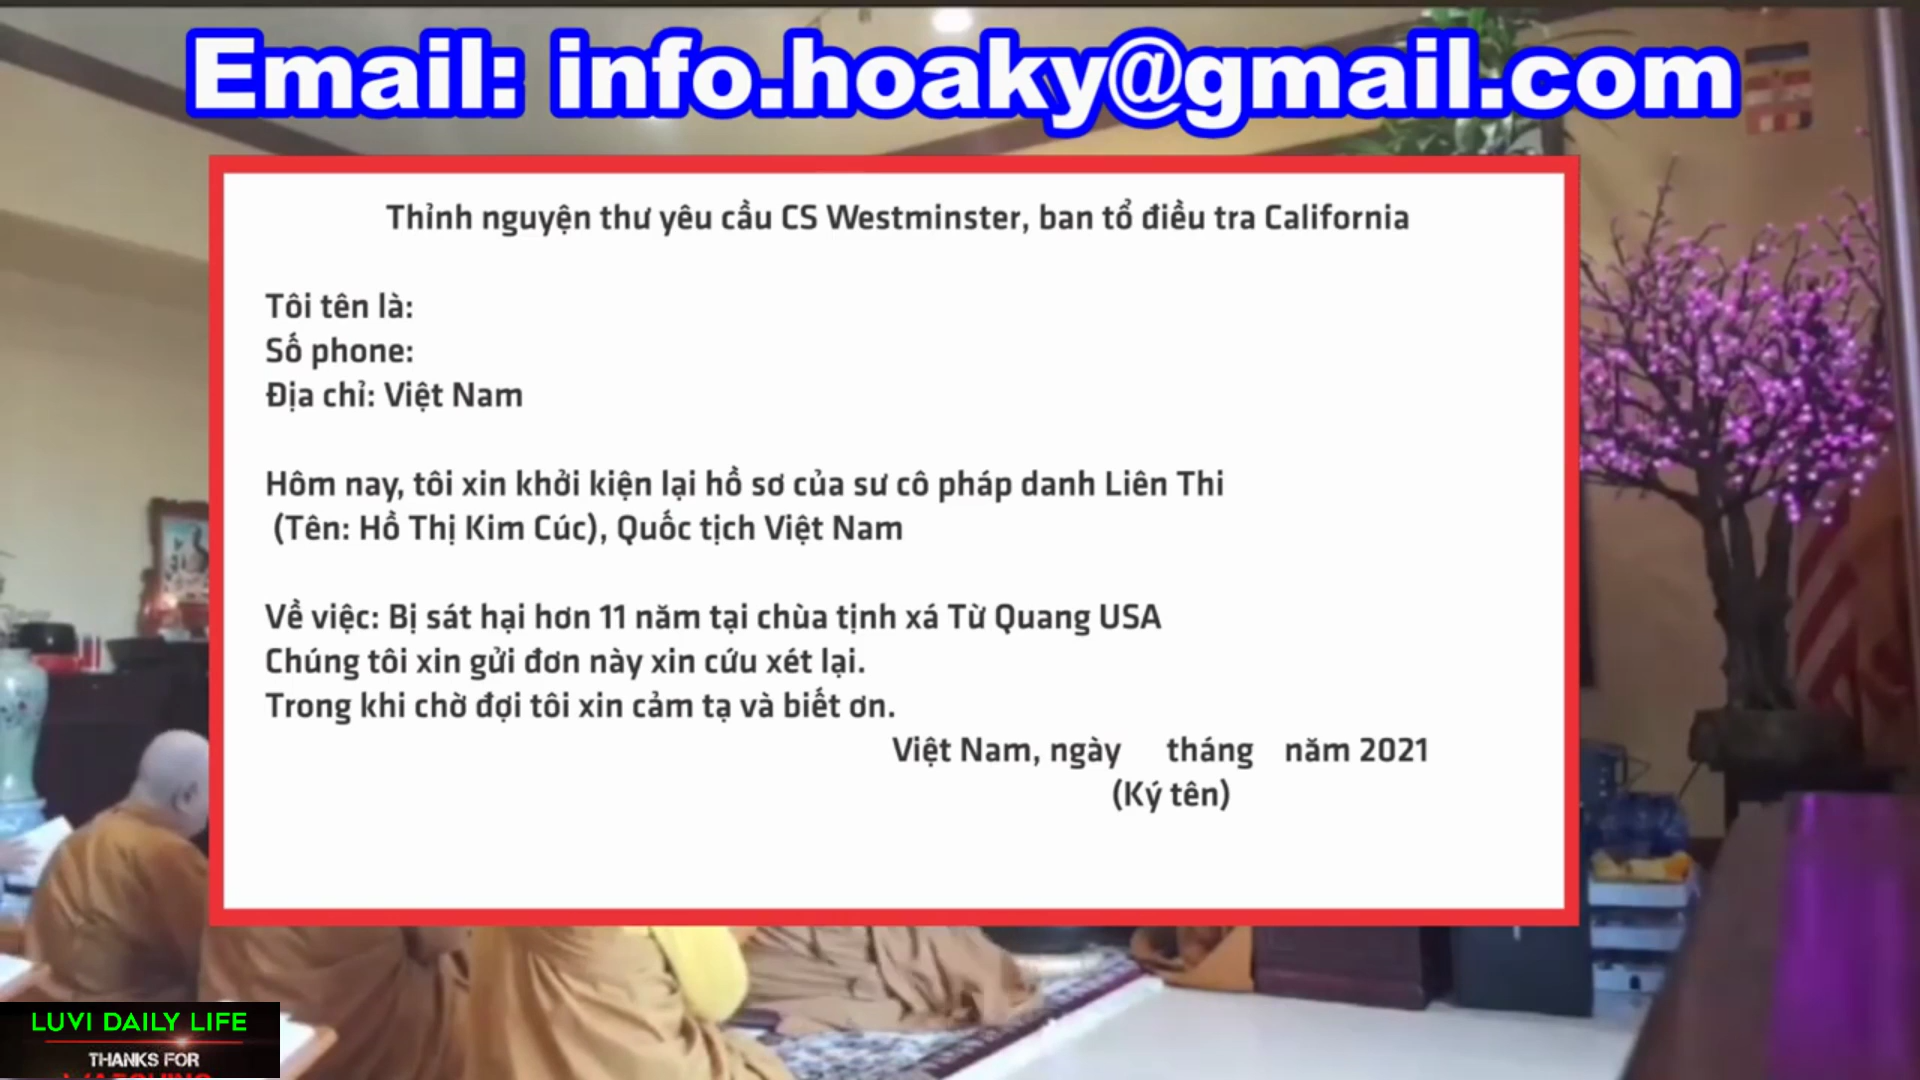 Email: info.hoaky@gmail.com
Thỉnh nguyện thư yêu cầu CS Westminster, ban tổ điều tra California
Tôi tên là:
Số phone:
Địa chỉ: Việt Nam
Hôm nay, tôi xin khởi kiện lại hồ sơ của sư cô pháp danh Liên Thi
(Tên: Hồ Thị Kim Cúc), Quốc tịch Việt Nam
Về việc: Bị sát hại hơn 11 năm tại chùa tịnh xá Từ Quang USA
Chúng tôi xin gửi đơn này xin cứu xét lại.
Trong khi chờ đợi tôi xin cảm tạ và biết ơn.
Việt Nam, ngày tháng năm 2021
(Ký tên)
LUVI DAILY LIFE
THANKS FOR